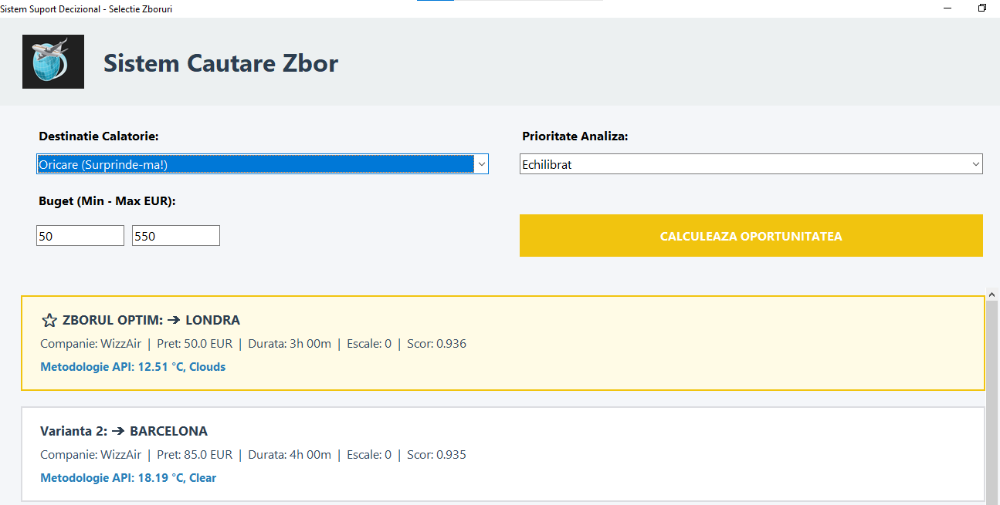 Sistem Suport Decizional - Selectie Zboruri
Sistem Cautare Zbor
Destinatie Calatorie:
Oricare (Surprinde-ma!)
Prioritate Analiza:
Echilibrat
Buget (Min - Max EUR):
50
550
CALCULEAZA OPORTUNITATEA
☆ ZBORUL OPTIM: ➔ LONDRA
Companie: WizzAir | Pret: 50.0 EUR | Durata: 3h 00m | Escale: 0 | Scor: 0.936
Metodologie API: 12.51 °C, Clouds
Varianta 2: ➔ BARCELONA
Companie: WizzAir | Pret: 85.0 EUR | Durata: 4h 00m | Escale: 0 | Scor: 0.935
Metodologie API: 18.19 °C, Clear